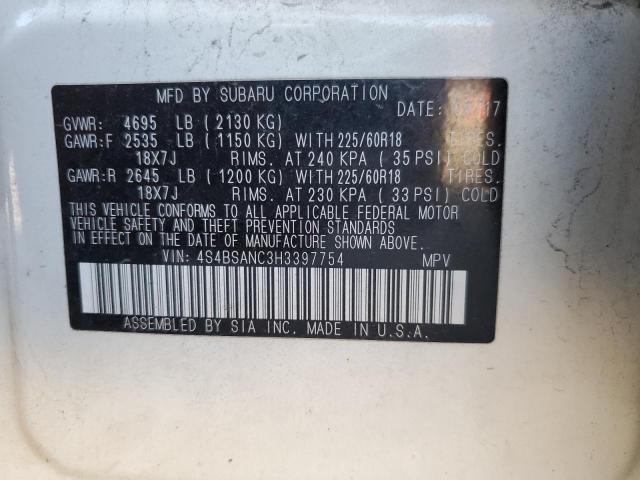 MFD BY SUBARU CORPORATION
DATE: /17
GVWR: 4695 LB ( 2130 KG)
GAWR:F 2535 LB ( 1150 KG) WITH 225/60R18 TIRES,
18X7J RIMS, AT 240 KPA ( 35 PSI) COLD
GAWR:R 2645 LB ( 1200 KG) WITH 225/60R18 TIRES,
18X7J RIMS, AT 230 KPA ( 33 PSI) COLD
THIS VEHICLE CONFORMS TO ALL APPLICABLE FEDERAL MOTOR
VEHICLE SAFETY AND THEFT PREVENTION STANDARDS
IN EFFECT ON THE DATE OF MANUFACTURE SHOWN ABOVE.
VIN: 4S4BSANC3H3397754 MPV
ASSEMBLED BY SIA INC. MADE IN U.S.A.